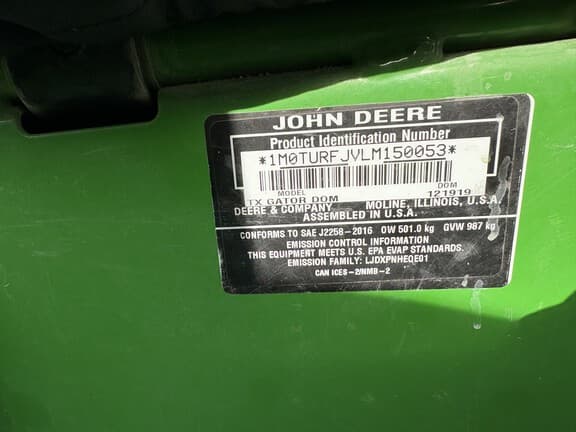 JOHN DEERE
Product Identification Number
*1M0TURFJVLM150053*
MODEL DOM
TX GATOR DOM 121919
DEERE & COMPANY MOLINE, ILLINOIS, U.S.A.
ASSEMBLED IN U.S.A.
CONFORMS TO SAE J2258-2016 OW 501.0 kg GVW 987 kg
EMISSION CONTROL INFORMATION
THIS EQUIPMENT MEETS U.S. EPA EVAP STANDARDS.
EMISSION FAMILY: LJDXPNHEQE01
CAN ICES-2/NMB-2